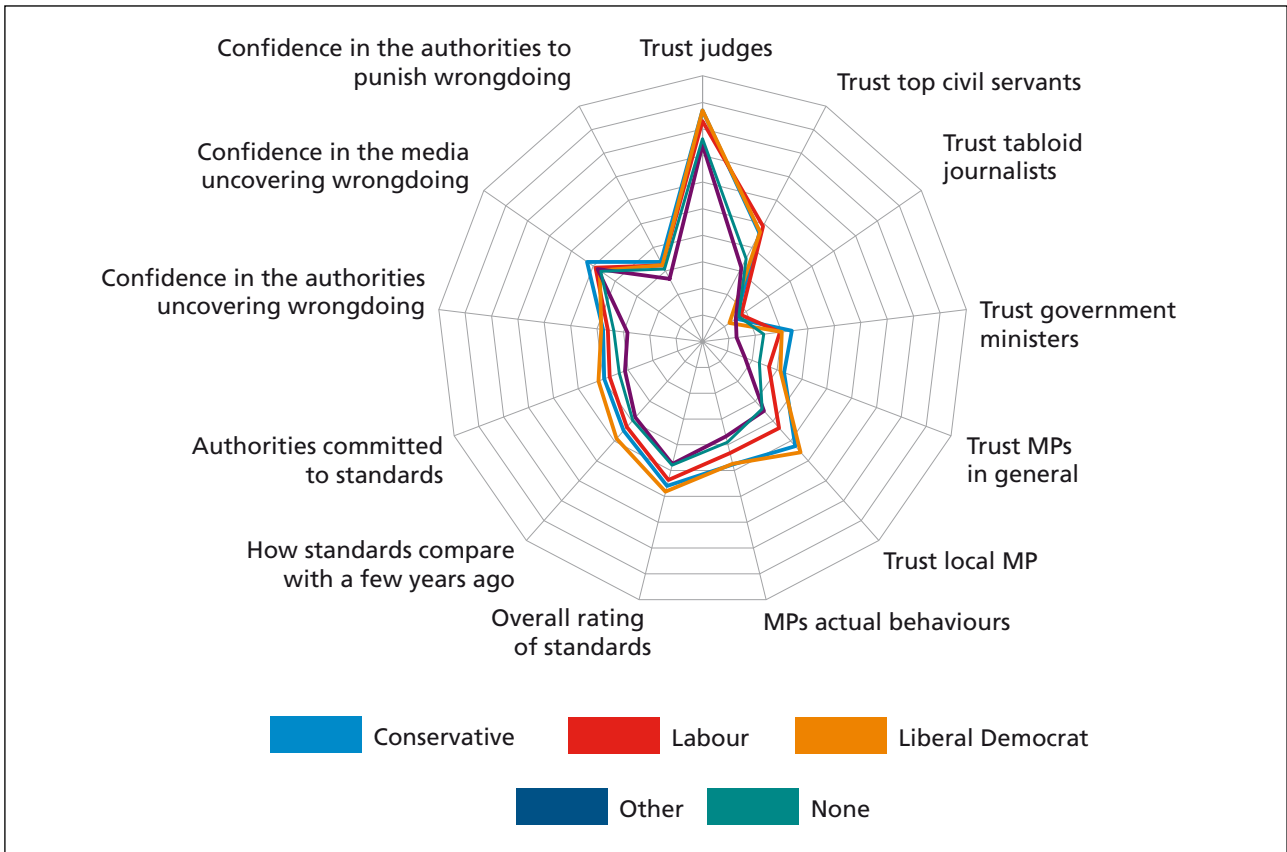 Trust judges
Trust top civil servants
Trust tabloid
journalists
Trust government
ministers
Trust MPs
in general
Trust local MP
MPs actual behaviours
Overall rating
of standards
How standards compare
with a few years ago
Authorities committed
to standards
Confidence in the authorities
uncovering wrongdoing
Confidence in the media
uncovering wrongdoing
Confidence in the authorities to
punish wrongdoing
Conservative
Labour
Liberal Democrat
Other
None